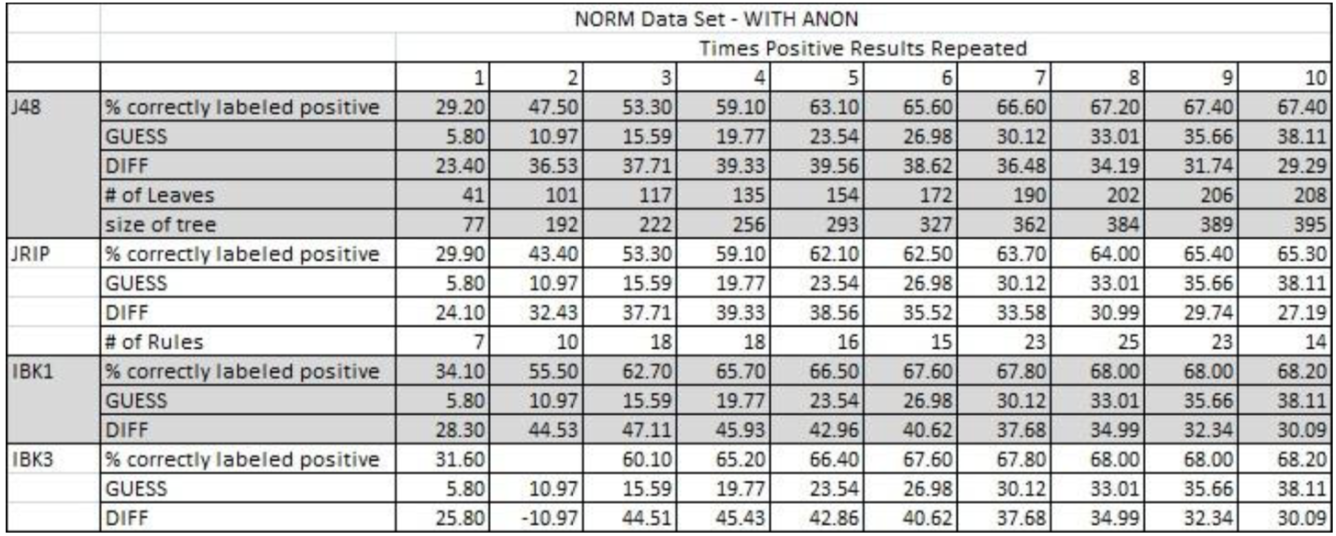 NORM Data Set - WITH ANON
Times Positive Results Repeated
1 2 3 4 5 6 7 8 9 10
J48 % correctly labeled positive 29.20 47.50 53.30 59.10 63.10 65.60 66.60 67.20 67.40 67.40
GUESS 5.80 10.97 15.59 19.77 23.54 26.98 30.12 33.01 35.66 38.11
DIFF 23.40 36.53 37.71 39.33 39.56 38.62 36.48 34.19 31.74 29.29
# of Leaves 41 101 117 135 154 172 190 202 206 208
size of tree 77 192 222 256 293 327 362 384 389 395
JRIP % correctly labeled positive 29.90 43.40 53.30 59.10 62.10 62.50 63.70 64.00 65.40 65.30
GUESS 5.80 10.97 15.59 19.77 23.54 26.98 30.12 33.01 35.66 38.11
DIFF 24.10 32.43 37.71 39.33 38.56 35.52 33.58 30.99 29.74 27.19
# of Rules 7 10 18 18 16 15 23 25 23 14
IBK1 % correctly labeled positive 34.10 55.50 62.70 65.70 66.50 67.60 67.80 68.00 68.00 68.20
GUESS 5.80 10.97 15.59 19.77 23.54 26.98 30.12 33.01 35.66 38.11
DIFF 28.30 44.53 47.11 45.93 42.96 40.62 37.68 34.99 32.34 30.09
IBK3 % correctly labeled positive 31.60 60.10 65.20 66.40 67.60 67.80 68.00 68.00 68.20
GUESS 5.80 10.97 15.59 19.77 23.54 26.98 30.12 33.01 35.66 38.11
DIFF 25.80 -10.97 44.51 45.43 42.86 40.62 37.68 34.99 32.34 30.09